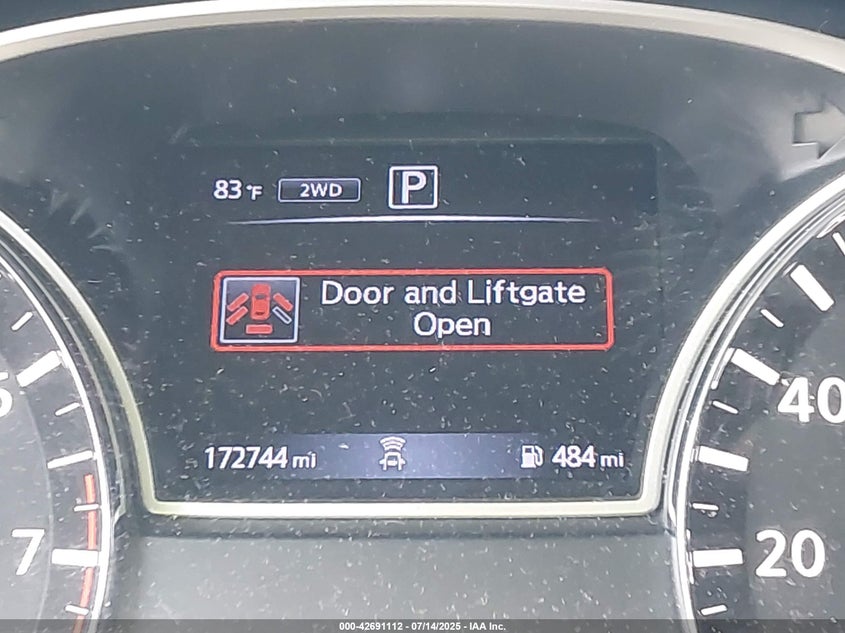 83°F 2WD P
Door and Liftgate
Open
172744 mi 484 mi
40
7 20
000-42691112 - 07/14/2025 - IAA Inc.